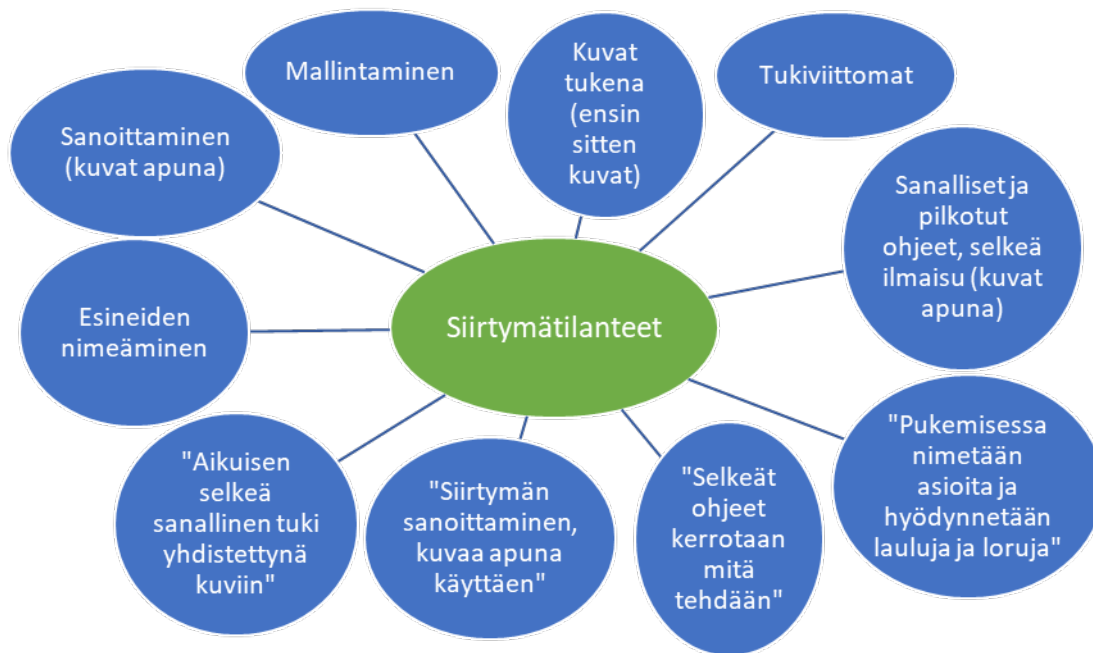 Mallintaminen
Kuvat
tukena
(ensin
sitten
kuvat)
Tukiviittomat
Sanoittaminen
(kuvat apuna)
Sanalliset ja
pilkotut
ohjeet, selkeä
ilmaisu (kuvat
apuna)
Esineiden
nimeäminen
Siirtymätilanteet
"Aikuisen
selkeä
sanallinen tuki
yhdistettynä
kuviin"
"Siirtymän
sanoittaminen,
kuvaa apuna
käyttäen"
"Selkeät
ohjeet
kerrotaan
mitä
tehdään"
"Pukemisessa
nimetään
asioita ja
hyödynnetään
lauluja ja loruja"